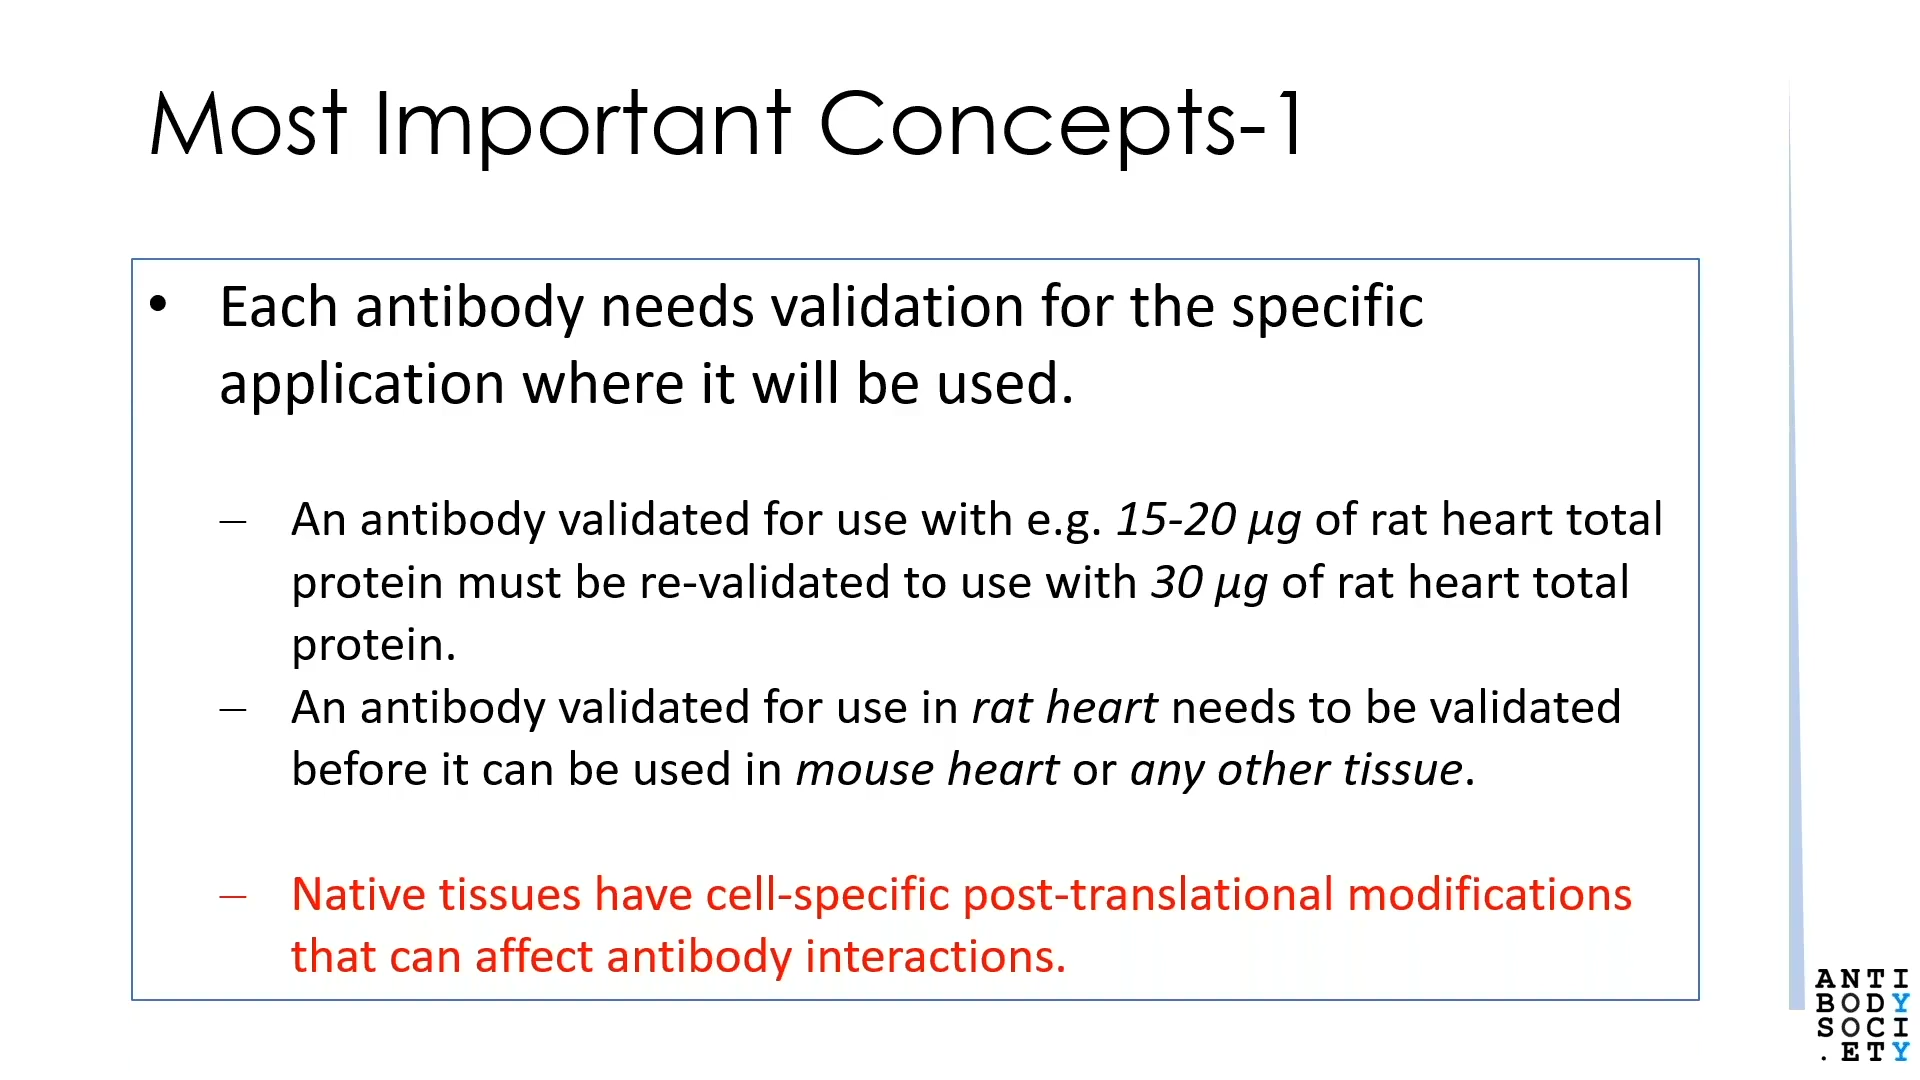 Most Important Concepts-1
• Each antibody needs validation for the specific
application where it will be used.
– An antibody validated for use with e.g. 15-20 µg of rat heart total
protein must be re-validated to use with 30 µg of rat heart total
protein.
– An antibody validated for use in rat heart needs to be validated
before it can be used in mouse heart or any other tissue.
– Native tissues have cell-specific post-translational modifications
that can affect antibody interactions.
ANTI
BODY
SOCI
.ETY